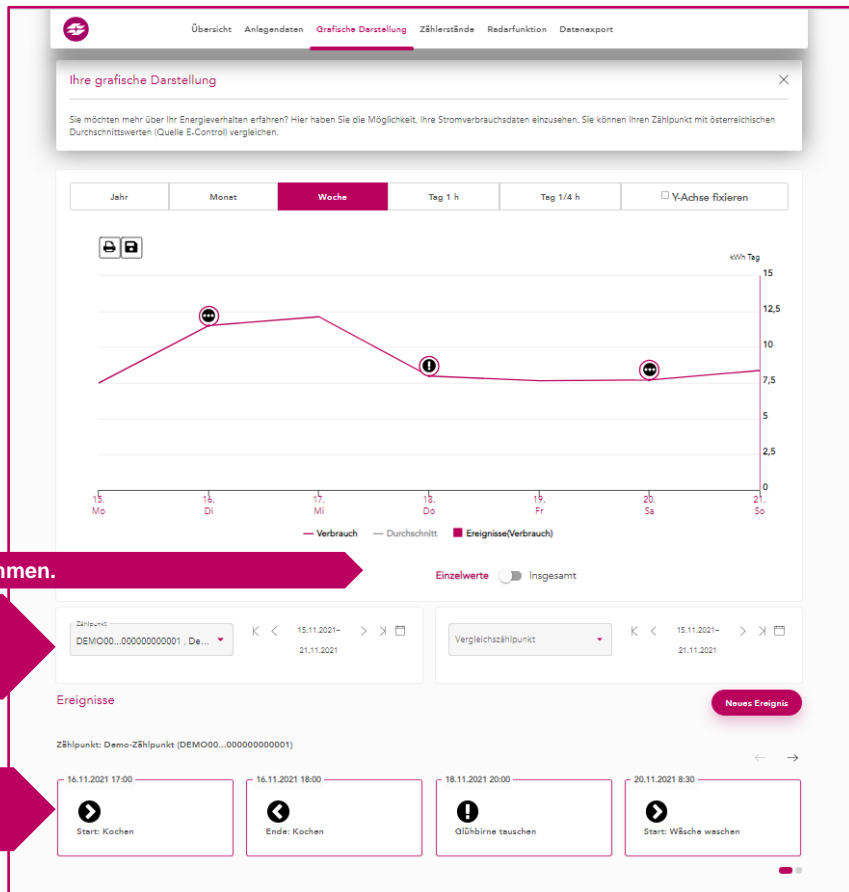 Übersicht Anlagendaten Grafische Darstellung Zählerstände Radarfunktion Datenexport
Ihre grafische Darstellung
Sie möchten mehr über Ihr Energieverhalten erfahren? Hier haben Sie die Möglichkeit, Ihre Stromverbrauchsdaten einzusehen. Sie können Ihren Zählpunkt mit österreichischen
Durchschnittswerten (Quelle E-Control) vergleichen.
Jahr Monat Woche Tag 1 h Tag 1/4 h Y-Achse fixieren
kWh Tag
15
12,5
10
7,5
5
2,5
0
15. 16. 17. 18. 19. 20. 21.
Mo Di Mi Do Fr Sa So
Verbrauch Durchschnitt Ereignisse(Verbrauch)
nmen.
Einzelwerte Insgesamt
Zählpunkt
DEMO00...000000000001 , De... 15.11.2021–
21.11.2021
Vergleichszählpunkt 15.11.2021–
21.11.2021
Ereignisse
Neues Ereignis
Zählpunkt: Demo-Zählpunkt (DEMO00...000000000001)
16.11.2021 17:00
Start: Kochen
16.11.2021 18:00
Ende: Kochen
18.11.2021 20:00
Glühbirne tauschen
20.11.2021 8:30
Start: Wäsche waschen